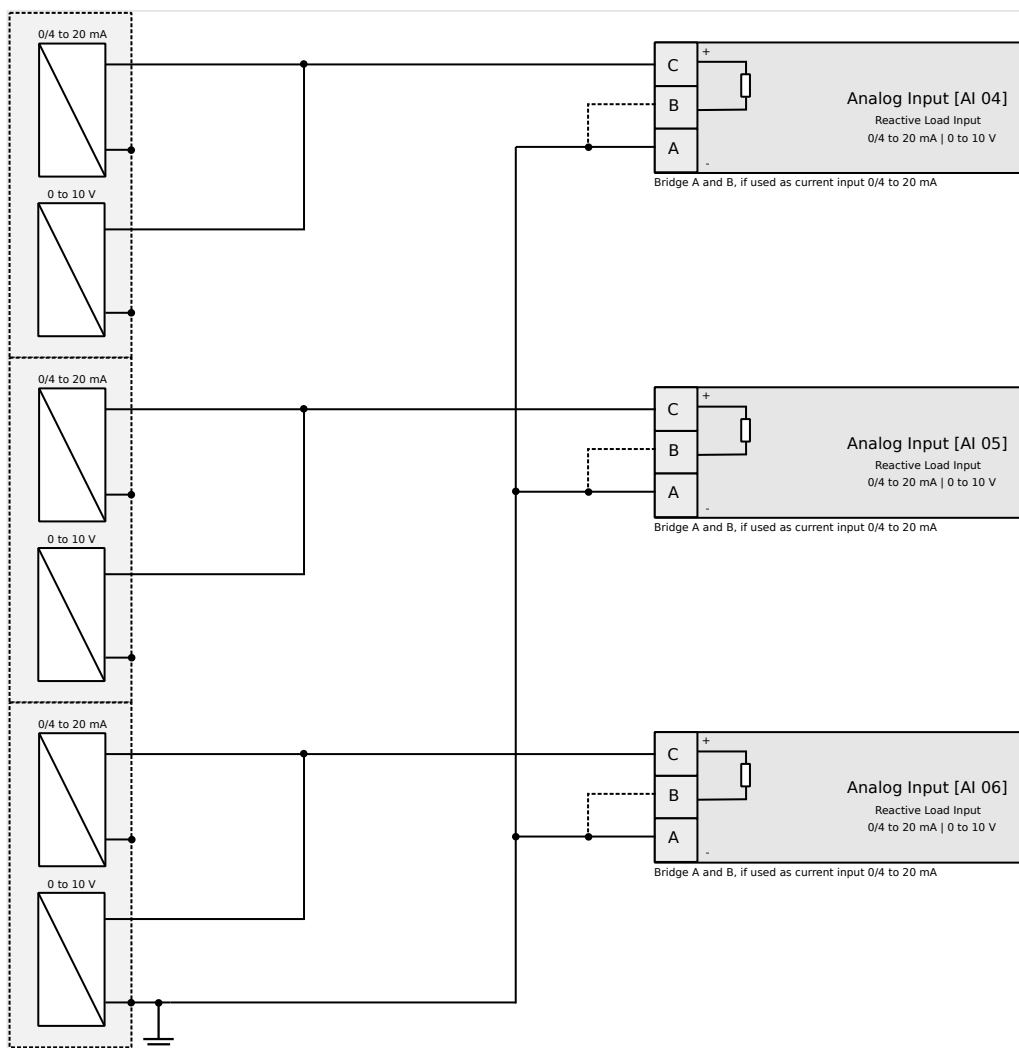 0/4 to 20 mA
+
C
B
A
-
Analog Input [AI 04]
Reactive Load Input
0/4 to 20 mA | 0 to 10 V
Bridge A and B, if used as current input 0/4 to 20 mA
0 to 10 V
0/4 to 20 mA
+
C
B
A
-
Analog Input [AI 05]
Reactive Load Input
0/4 to 20 mA | 0 to 10 V
Bridge A and B, if used as current input 0/4 to 20 mA
0 to 10 V
0/4 to 20 mA
+
C
B
A
-
Analog Input [AI 06]
Reactive Load Input
0/4 to 20 mA | 0 to 10 V
Bridge A and B, if used as current input 0/4 to 20 mA
0 to 10 V